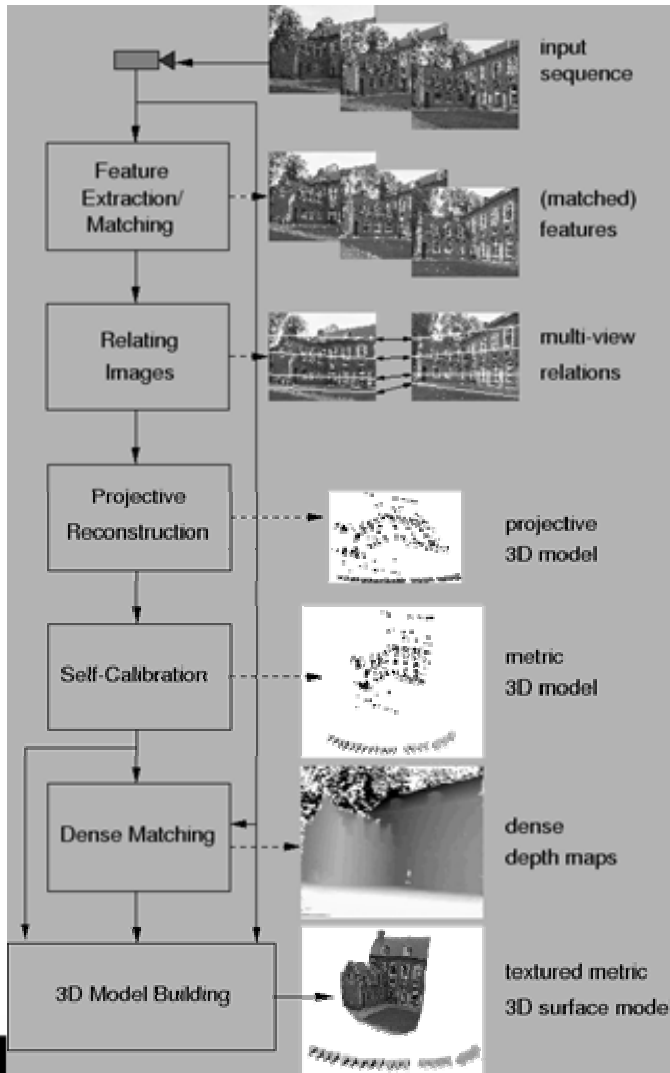 input
sequence
Feature
Extraction/
Matching
(matched)
features
Relating
Images
multi-view
relations
Projective
Reconstruction
projective
3D model
Self-Calibration
metric
3D model
Dense Matching
dense
depth maps
3D Model Building
textured metric
3D surface mode